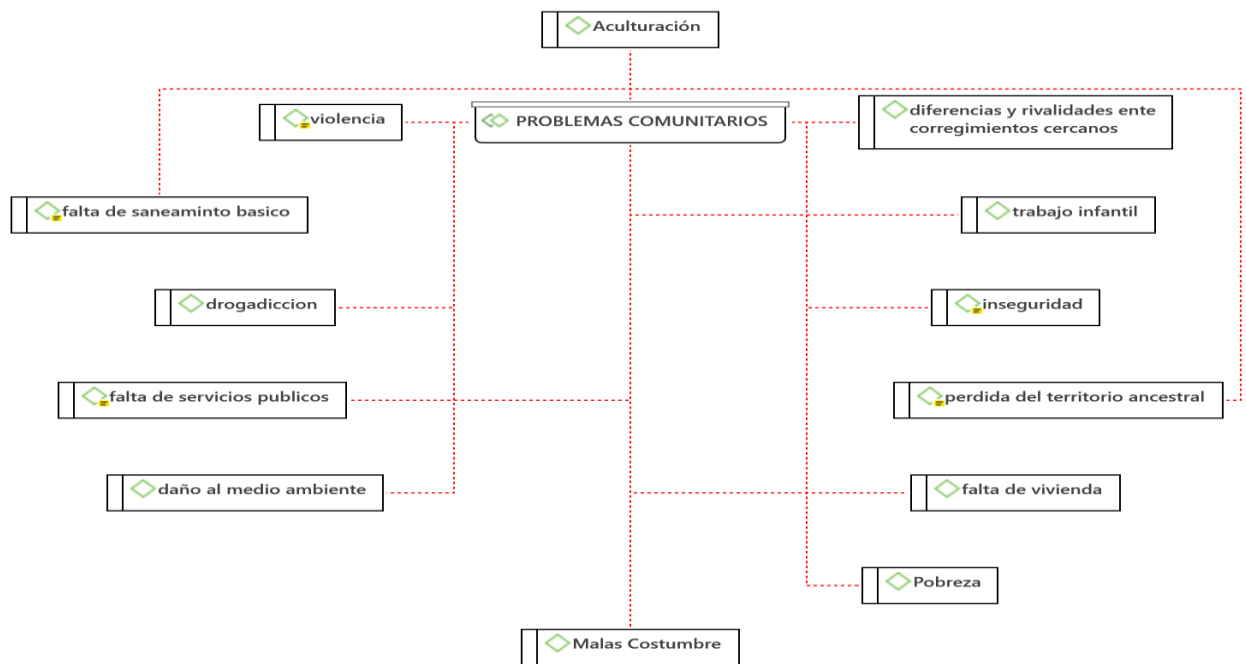 Aculturación
violencia
PROBLEMAS COMUNITARIOS
diferencias y rivalidades ente
corregimientos cercanos
falta de saneaminto basico
trabajo infantil
drogadiccion
inseguridad
falta de servicios publicos
perdida del territorio ancestral
daño al medio ambiente
falta de vivienda
Pobreza
Malas Costumbre